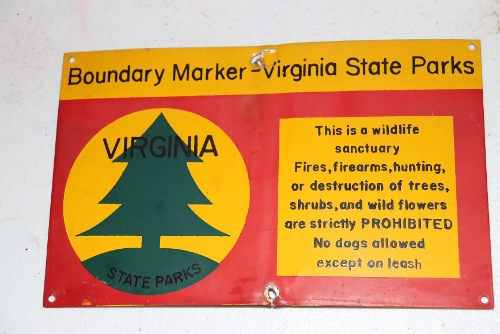 Boundary Marker-Virginia State Parks
VIRGINIA
STATE PARKS
This is a wildlife
sanctuary
Fires, firearms, hunting,
or destruction of trees,
shrubs, and wild flowers
are strictly PROHIBITED
No dogs allowed
except on leash